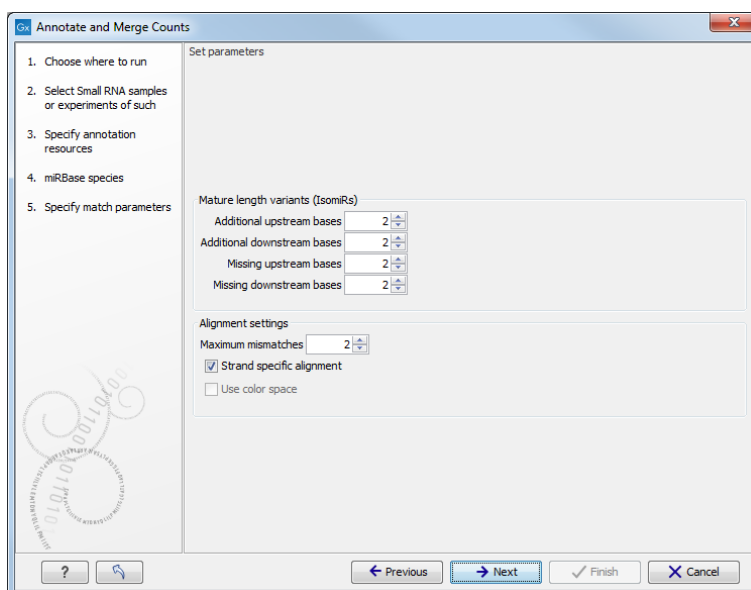 Gx Annotate and Merge Counts
1. Choose where to run
2. Select Small RNA samples
or experiments of such
3. Specify annotation
resources
4. miRBase species
5. Specify match parameters
Set parameters
Mature length variants (IsomiRs)
Additional upstream bases 2
Additional downstream bases 2
Missing upstream bases 2
Missing downstream bases 2
Alignment settings
Maximum mismatches 2
Strand specific alignment
Use color space
?
Previous
Next
Finish
Cancel